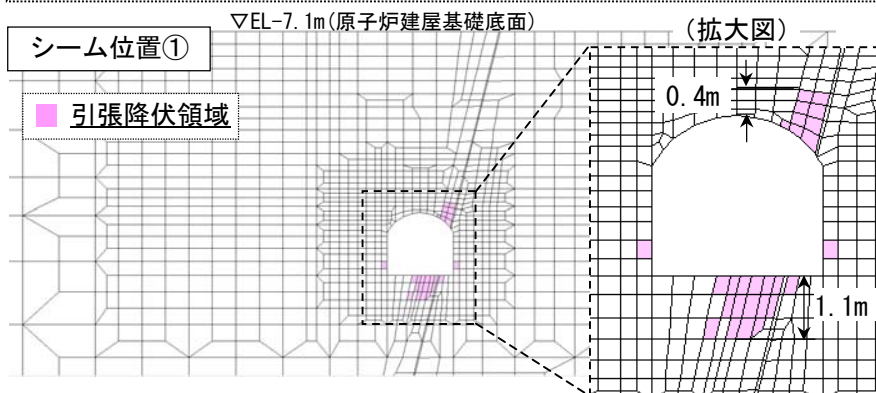 ▽EL-7.1m(原子炉建屋基礎底面)
シーム位置①
引張降伏領域
(拡大図)
0.4m
1.1m